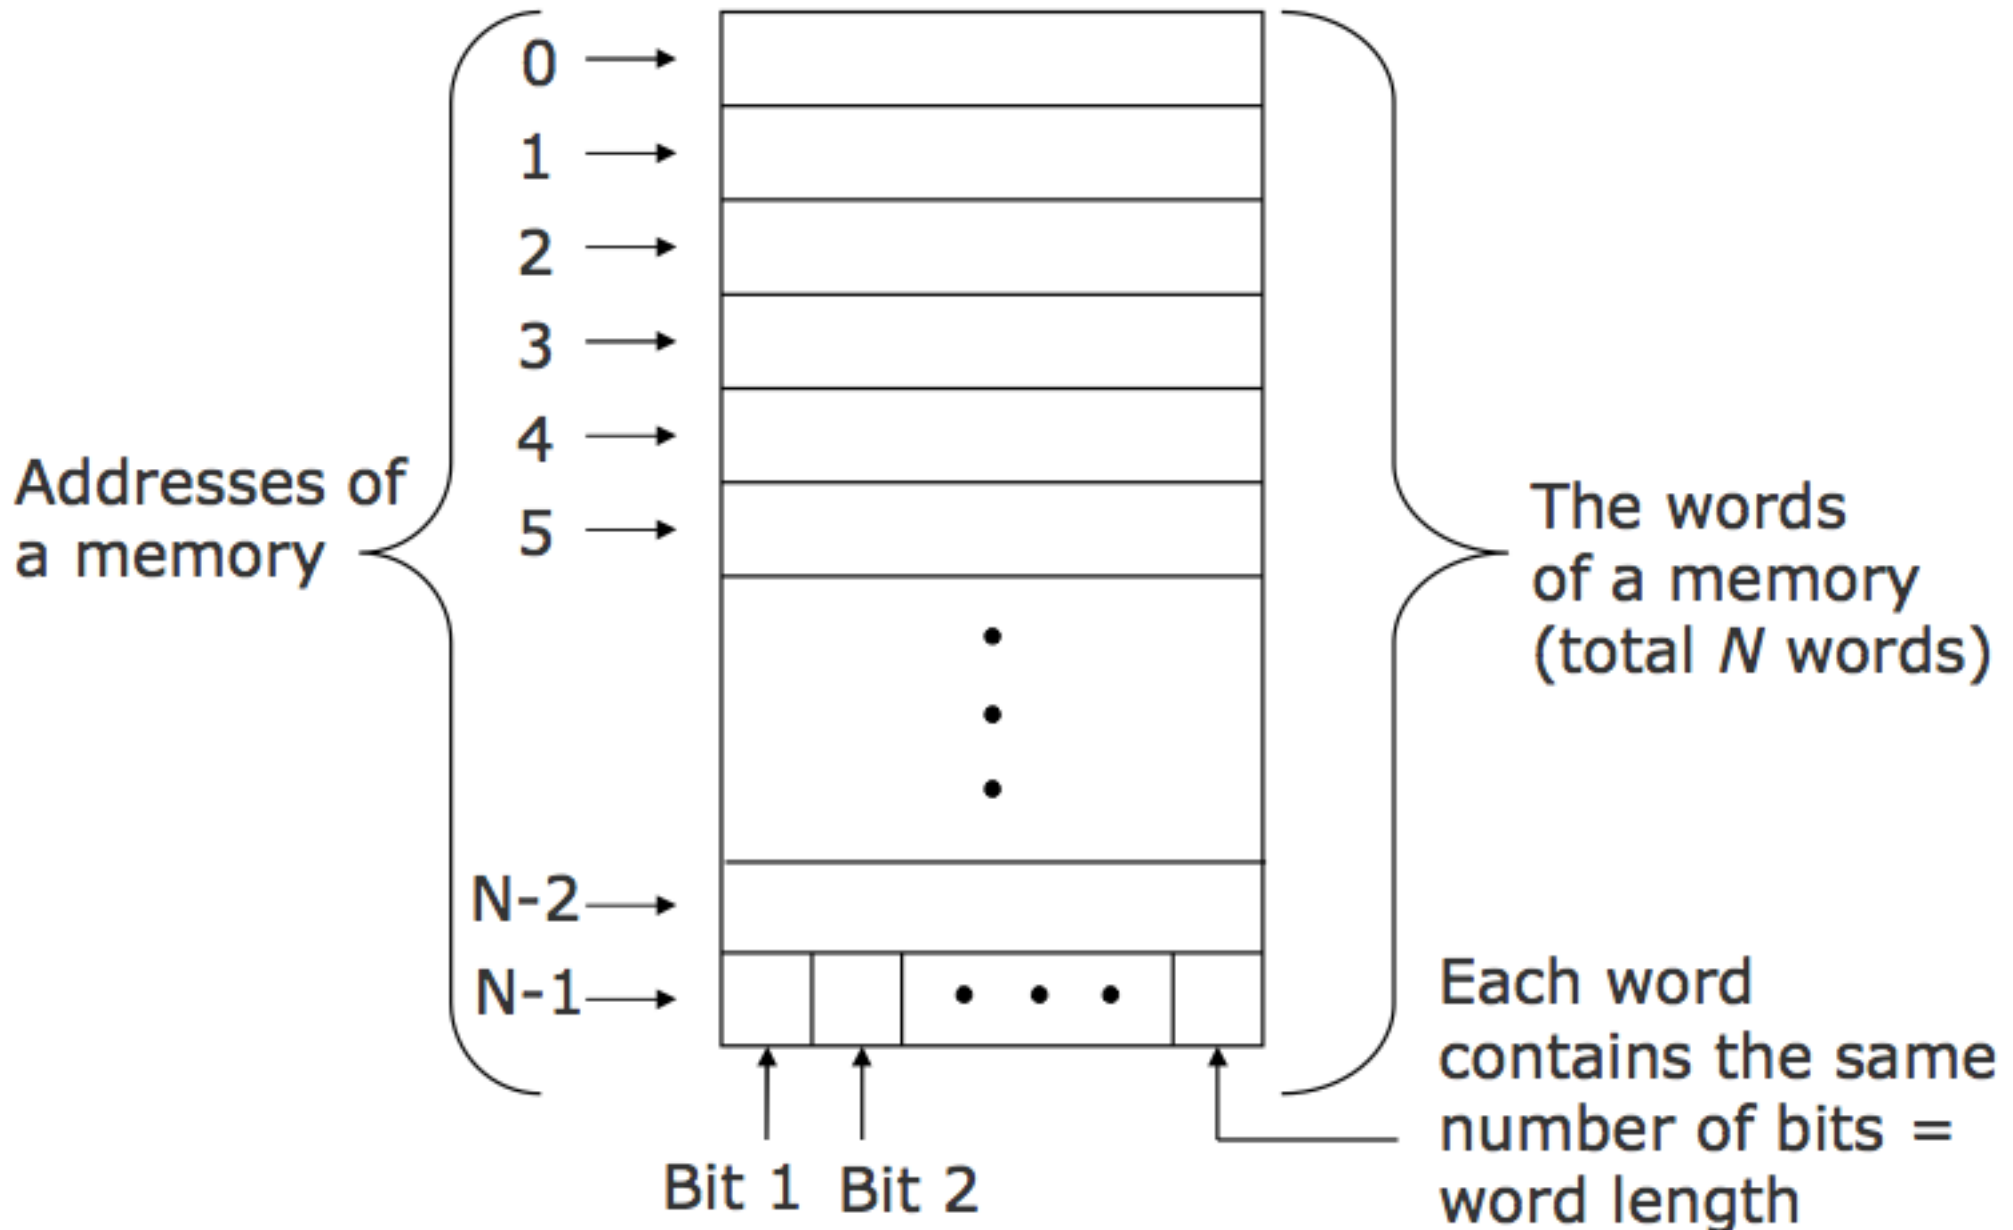 0
1
2
3
4
5
N-2
N-1
Addresses of
a memory
The words
of a memory
(total N words)
Each word
contains the same
number of bits =
word length
Bit 1 Bit 2